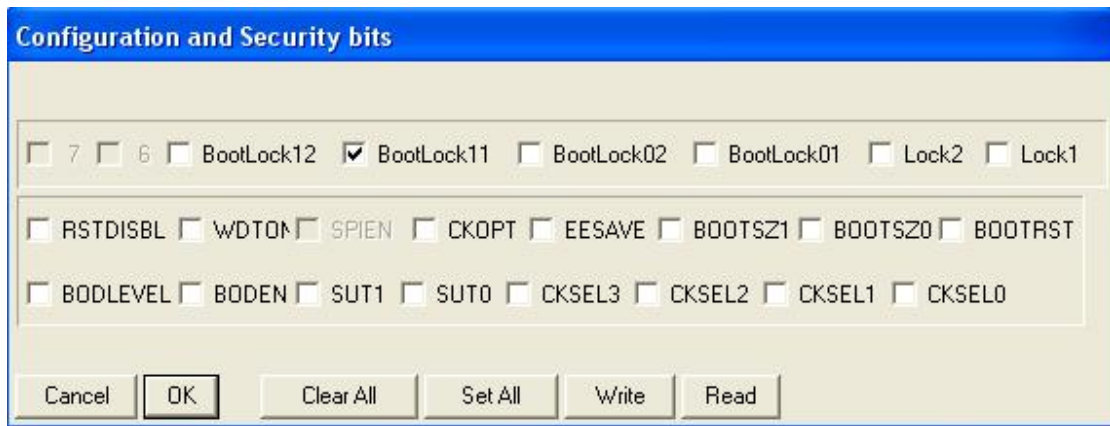 Configuration and Security bits
7 6 BootLock12 BootLock11 BootLock02 BootLock01 Lock2 Lock1
RSTDISBL WDTON SPIEN CKOPT EESAVE BOOTSZ1 BOOTSZ0 BOOTRST
BODLEVEL BODEN SUT1 SUT0 CKSEL3 CKSEL2 CKSEL1 CKSEL0
Cancel OK Clear All Set All Write Read